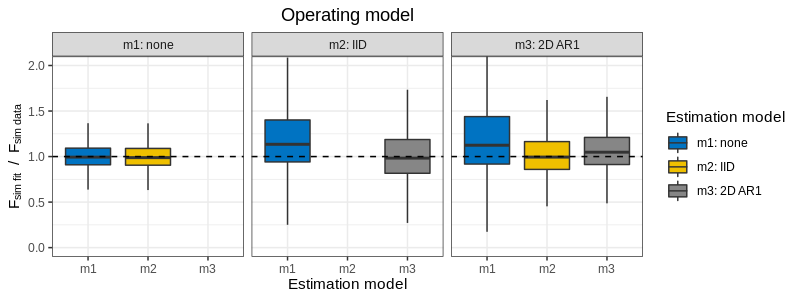 Operating model
m1: none
m2: IID
m3: 2D AR1
F sim fit / F sim data
2.0
1.5
1.0
0.5
0.0
m1 m2 m3
m1 m2 m3
m1 m2 m3
Estimation model
Estimation model
m1: none
m2: IID
m3: 2D AR1